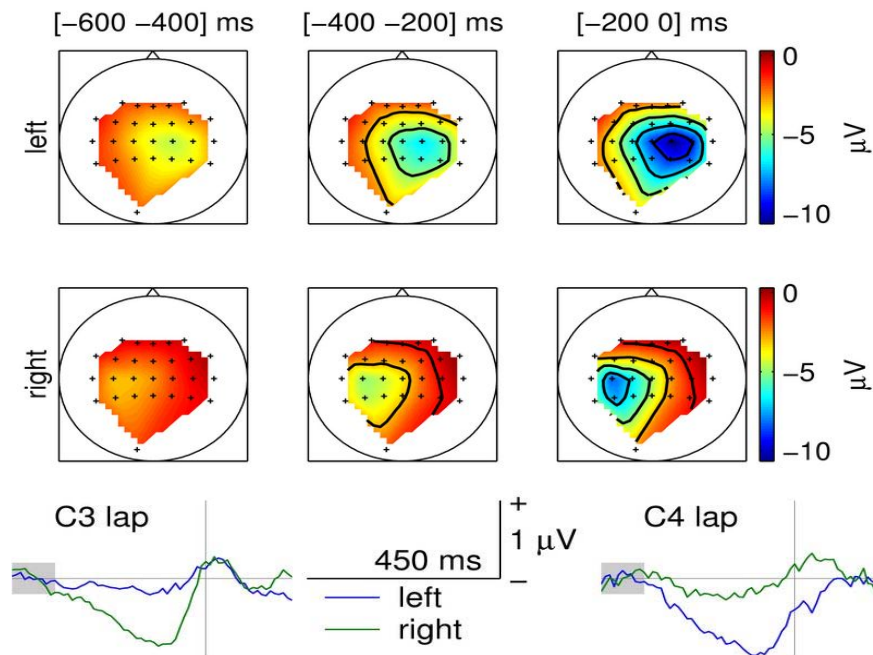 [−600 −400] ms [−400 −200] ms [−200 0] ms
left
0
−5
−10
μV
right
0
−5
−10
μV
C3 lap
+
1 μV
−
450 ms
left
right
C4 lap